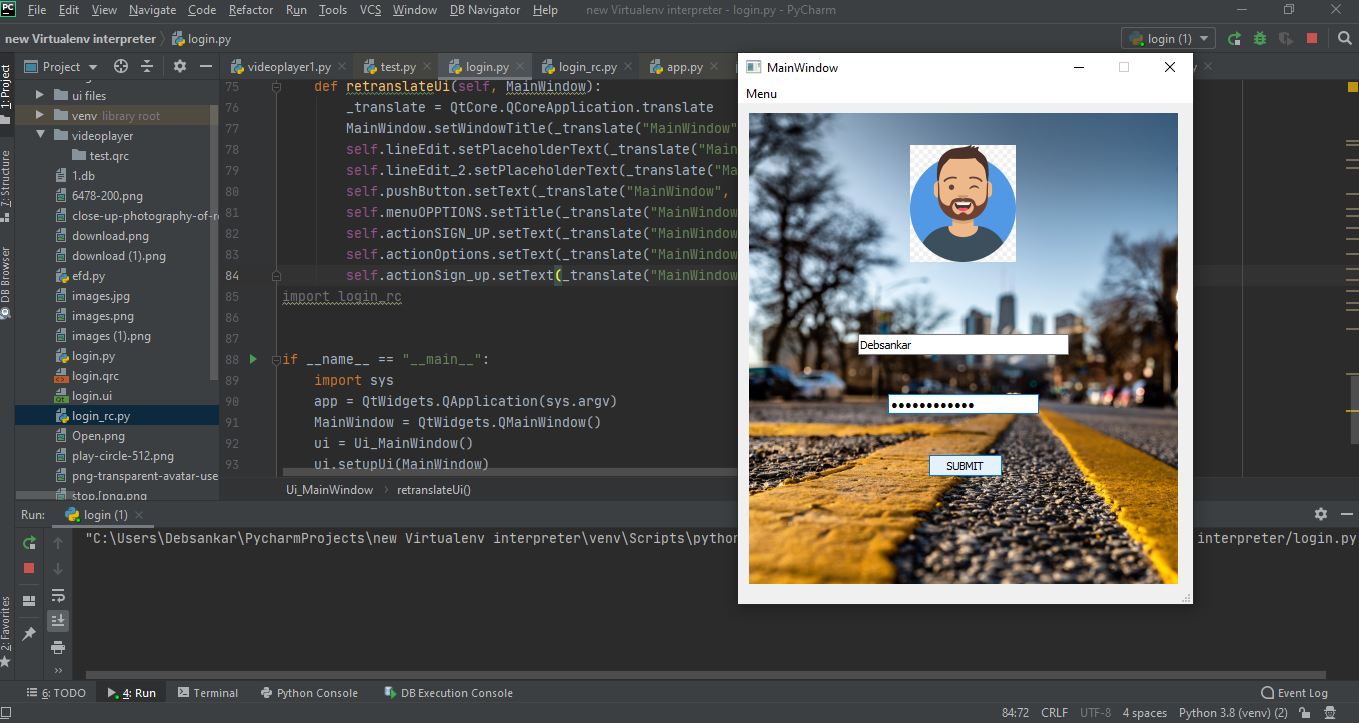 File Edit View Navigate Code Refactor Run Tools VCS Window DB Navigator Help new Virtualenv interpreter - login.py - PyCharm
new Virtualenv interpreter login.py login (1)
Project videoplayer1.py test.py login.py login_rc.py app.py
1: Project
7: Structure
DB Browser
2: Favorites
ui files
venv library root
videoplayer
test.qrc
1.db
6478-200.png
close-up-photography-of-r
download.png
download (1).png
efd.py
images.jpg
images.png
images (1).png
login.py
login.qrc
login.ui
login_rc.py
Open.png
play-circle-512.png
png-transparent-avatar-use
stop.[png.png
75 def retranslateUi(self, MainWindow):
76 _translate = QtCore.QCoreApplication.translate
77 MainWindow.setWindowTitle(_translate("MainWindow"
78 self.lineEdit.setPlaceholderText(_translate("Main
79 self.lineEdit_2.setPlaceholderText(_translate("Ma
80 self.pushButton.setText(_translate("MainWindow",
81 self.menuOPPTIONS.setTitle(_translate("MainWindow
82 self.actionSIGN_UP.setText(_translate("MainWindow
83 self.actionOptions.setText(_translate("MainWindow
84 self.actionSign_up.setText(_translate("MainWindow
85 import login_rc
86
87
88 if __name__ == "__main__":
89 import sys
90 app = QtWidgets.QApplication(sys.argv)
91 MainWindow = QtWidgets.QMainWindow()
92 ui = Ui_MainWindow()
93 ui.setupUi(MainWindow)
Ui_MainWindow retranslateUi()
MainWindow
Menu
Debsankar
●●●●●●●●●●●●
SUBMIT
Run: login (1)
"C:\Users\Debsankar\PycharmProjects\new Virtualenv interpreter\venv\Scripts\python interpreter/login.py
6: TODO 4: Run Terminal Python Console DB Execution Console Event Log
84:72 CRLF UTF-8 4 spaces Python 3.8 (venv) (2)